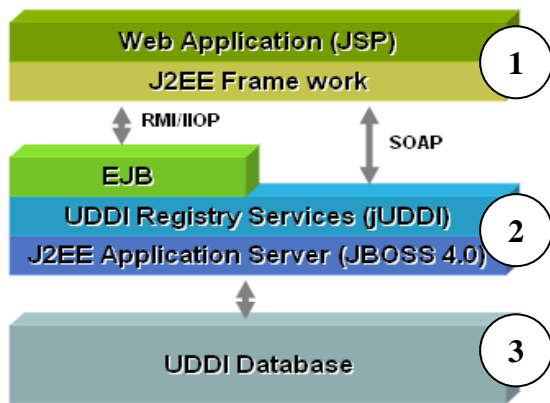 Web Application (JSP)
1
J2EE Frame work
RMI/IIOP
SOAP
EJB
UDDI Registry Services (jUDDI)
2
J2EE Application Server (JBOSS 4.0)
UDDI Database
3